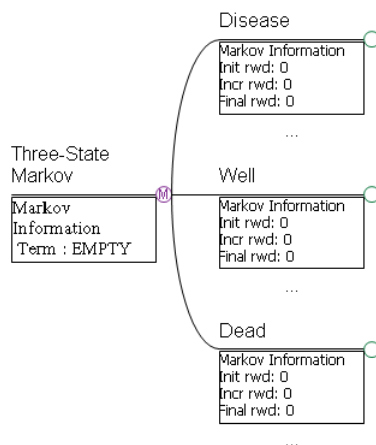 Disease
Markov Information
Init rwd: 0
Incr rwd: 0
Final rwd: 0
...
Three-State
Markov
M
Markov
Information
Term : EMPTY
Well
Markov Information
Init rwd: 0
Incr rwd: 0
Final rwd: 0
...
Dead
Markov Information
Init rwd: 0
Incr rwd: 0
Final rwd: 0
...